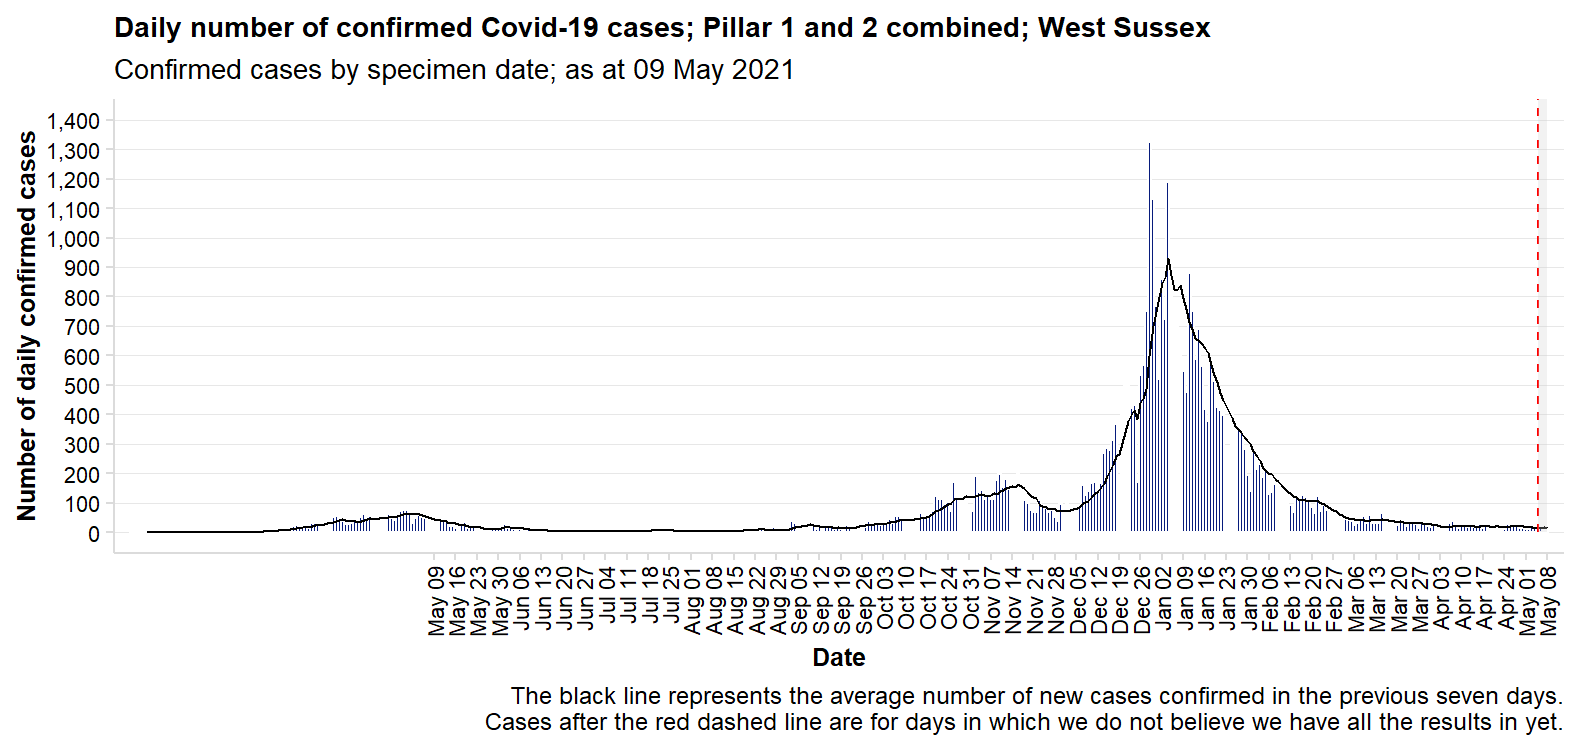 Daily number of confirmed Covid-19 cases; Pillar 1 and 2 combined; West Sussex
Confirmed cases by specimen date; as at 09 May 2021
Number of daily confirmed cases
1,400
1,300
1,200
1,100
1,000
900
800
700
600
500
400
300
200
100
0
May 09
May 16
May 23
May 30
Jun 06
Jun 13
Jun 20
Jun 27
Jul 04
Jul 11
Jul 18
Jul 25
Aug 01
Aug 08
Aug 15
Aug 22
Aug 29
Sep 05
Sep 12
Sep 19
Sep 26
Oct 03
Oct 10
Oct 17
Oct 24
Oct 31
Nov 07
Nov 14
Nov 21
Nov 28
Dec 05
Dec 12
Dec 19
Dec 26
Jan 02
Jan 09
Jan 16
Jan 23
Jan 30
Feb 06
Feb 13
Feb 20
Feb 27
Mar 06
Mar 13
Mar 20
Mar 27
Apr 03
Apr 10
Apr 17
Apr 24
May 01
May 08
Date
The black line represents the average number of new cases confirmed in the previous seven days.
Cases after the red dashed line are for days in which we do not believe we have all the results in yet.